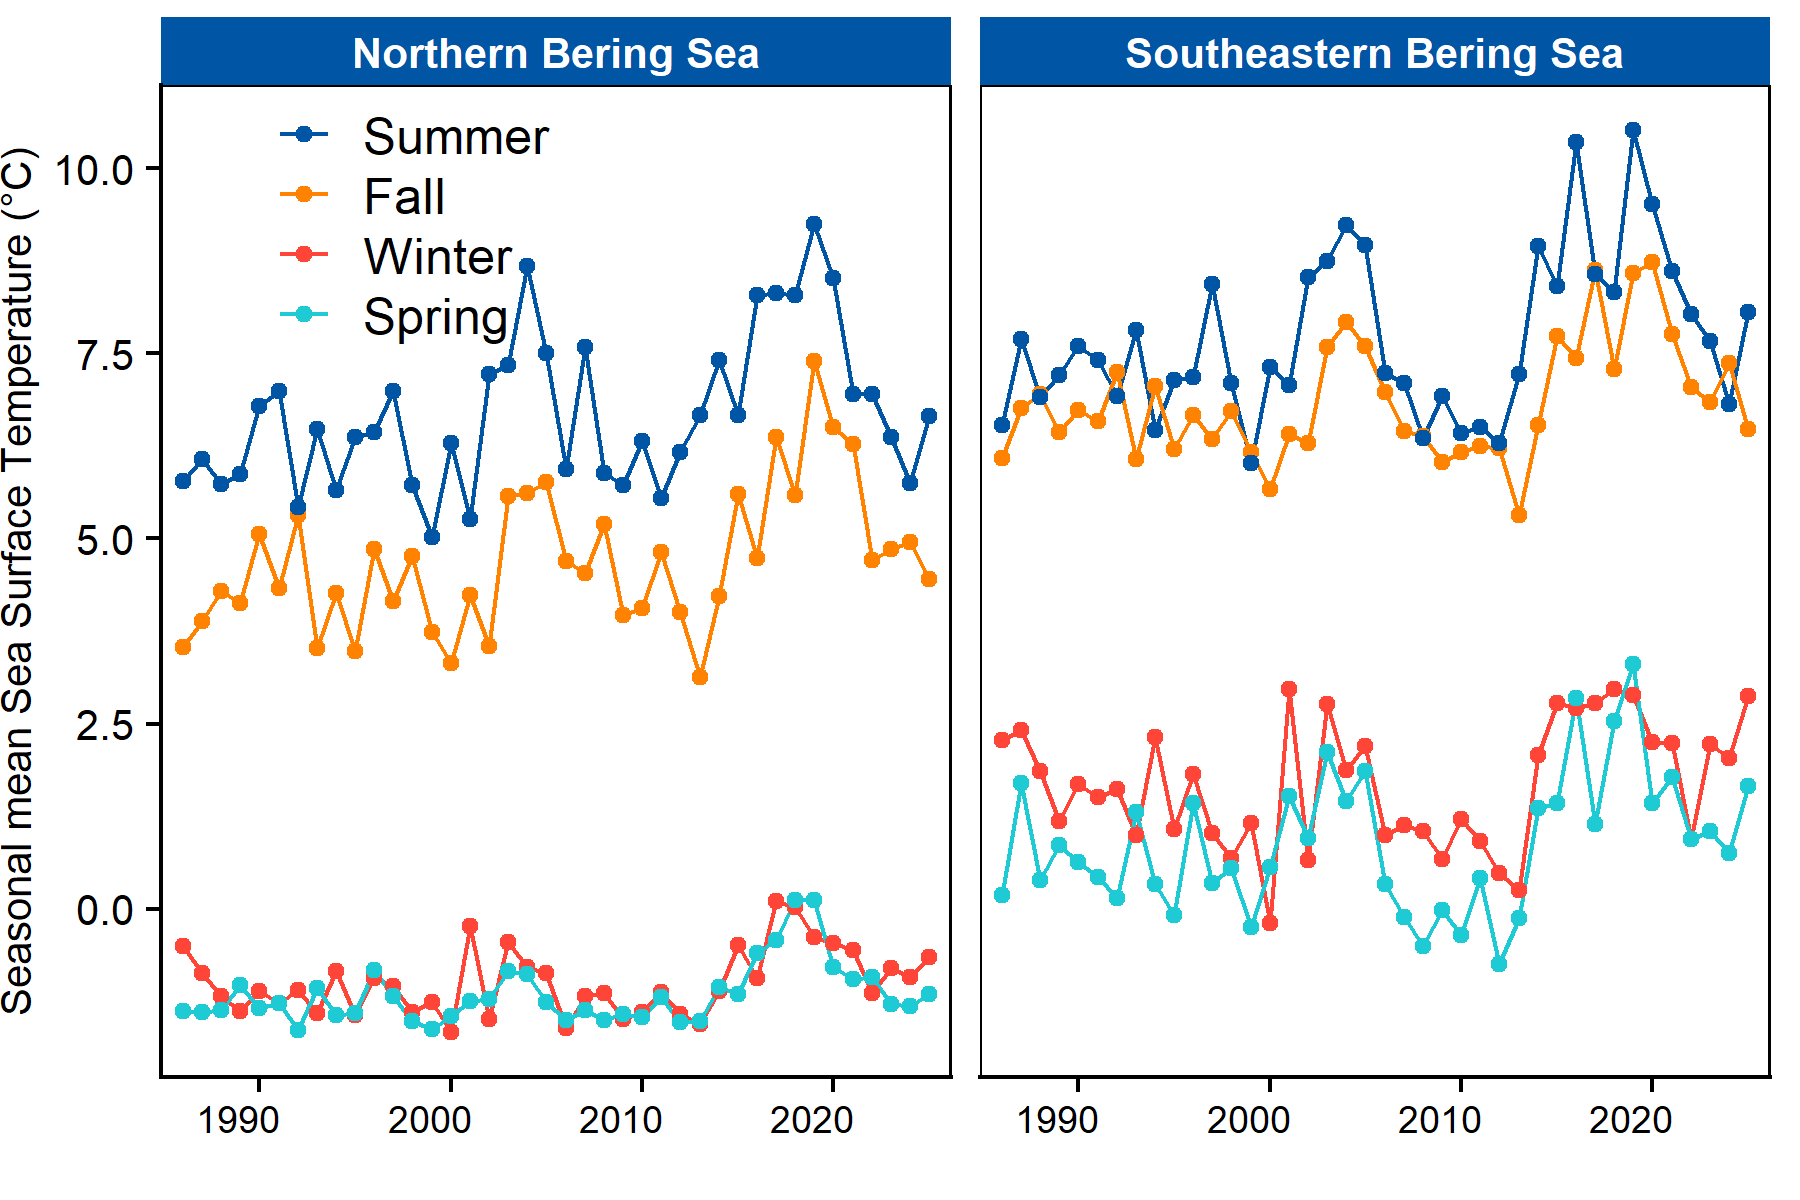 Northern Bering Sea
Southeastern Bering Sea
Seasonal mean Sea Surface Temperature (°C)
Summer
Fall
Winter
Spring
10.0
7.5
5.0
2.5
0.0
1990 2000 2010 2020
1990 2000 2010 2020